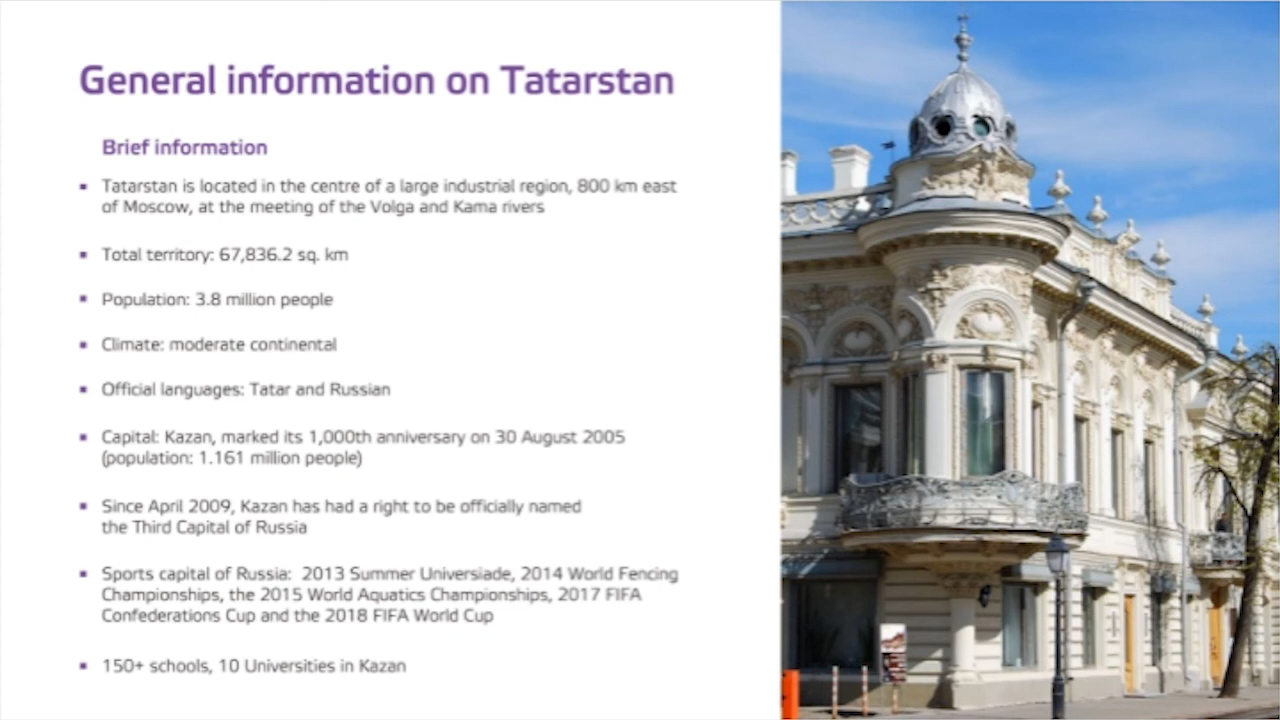 General information on Tatarstan
Brief information
▪ Tatarstan is located in the centre of a large industrial region, 800 km east
of Moscow, at the meeting of the Volga and Kama rivers
▪ Total territory: 67,836.2 sq. km
▪ Population: 3.8 million people
▪ Climate: moderate continental
▪ Official languages: Tatar and Russian
▪ Capital: Kazan, marked its 1,000th anniversary on 30 August 2005
(population: 1.161 million people)
▪ Since April 2009, Kazan has had a right to be officially named
the Third Capital of Russia
▪ Sports capital of Russia:  2013 Summer Universiade, 2014 World Fencing
Championships, the 2015 World Aquatics Championships, 2017 FIFA
Confederations Cup and the 2018 FIFA World Cup
▪ 150+ schools, 10 Universities in Kazan